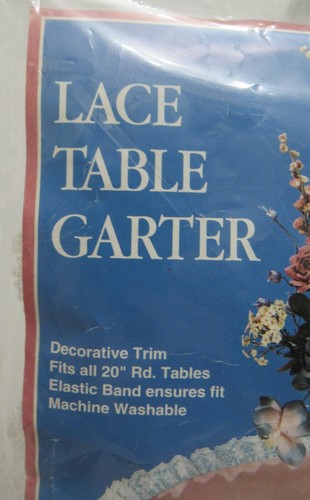 LACE
TABLE
GARTER
Decorative Trim
Fits all 20" Rd. Tables
Elastic Band ensures fit
Machine Washable